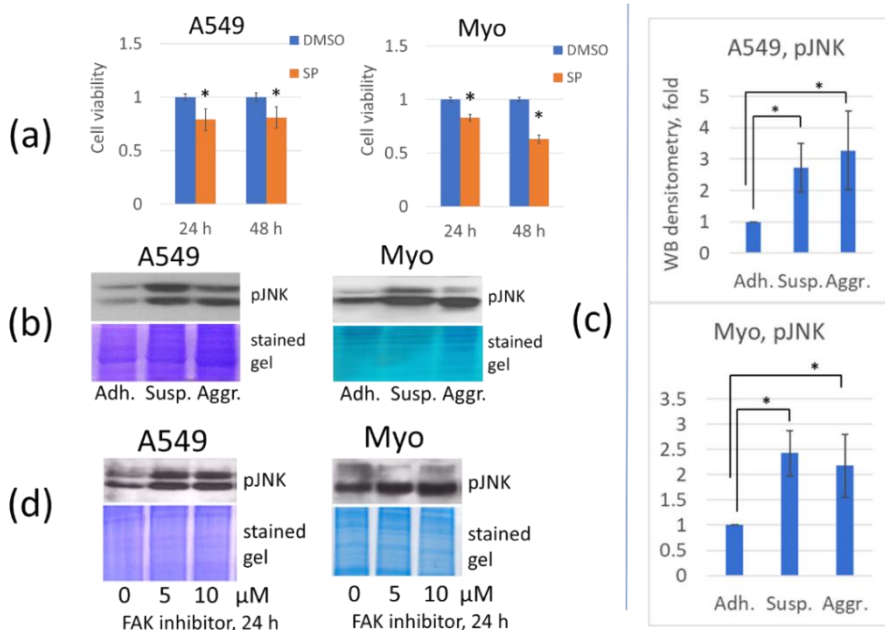 (a)
A549
Cell viability
1.5
1
0.5
0
DMSO
SP
*
*
24 h
48 h
Myo
Cell viability
1.5
1
0.5
0
DMSO
SP
*
*
24 h
48 h
(b)
A549
pJNK
stained
gel
Adh. Susp. Aggr.
Myo
pJNK
stained
gel
Adh. Susp. Aggr.
(c)
A549, pJNK
WB densitometry, fold
5
4
3
2
1
0
*
*
Adh. Susp. Aggr.
Myo, pJNK
3.5
3
2.5
2
1.5
1
0.5
0
*
*
Adh. Susp. Aggr.
(d)
A549
pJNK
stained
gel
0 5 10 μM
FAK inhibitor, 24 h
Myo
pJNK
stained
gel
0 5 10 μM
FAK inhibitor, 24 h